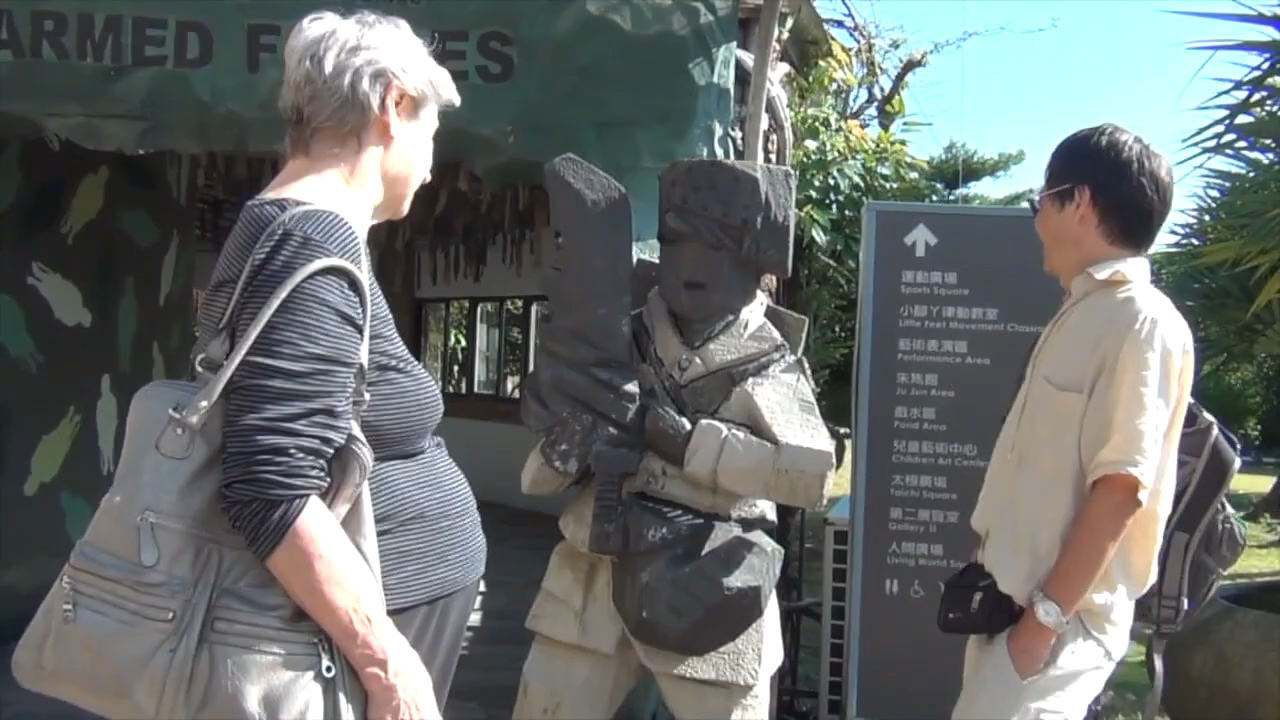 ARMED F ES
運動廣場
Sports Square
小腳丫律動教室
Little Feet Movement
藝術表演區
Performance Area
朱雋館
Ju Jun Area
戲水區
Pond Area
兒童藝術中心
Children Art Center
太極廣場
Taichi Square
第二展覽室
Gallery II
人間廣場
Living World